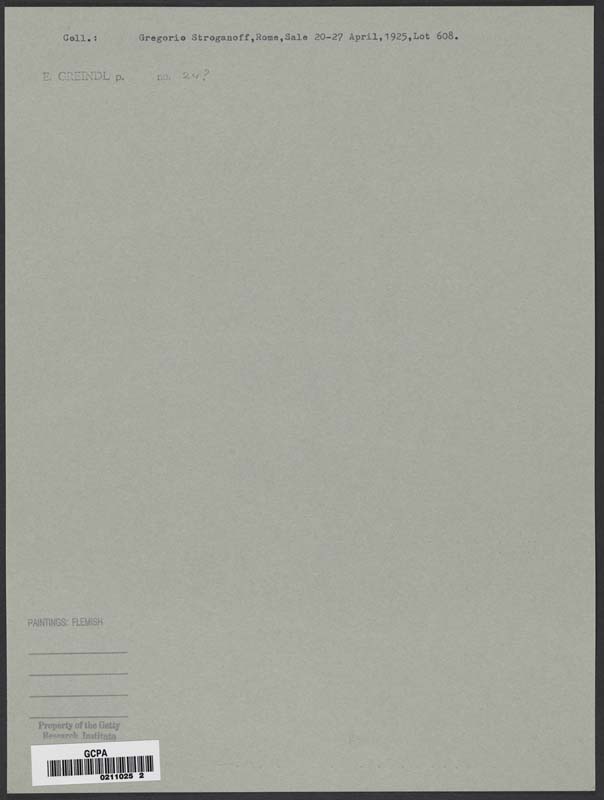 Coll.: Gregorio Stroganoff,Rome,Sale 20-27 April,1925,Lot 608.
E. GREINDL p. no. 24?
PAINTINGS: FLEMISH
Property of the Getty
Research Institute
GCPA
0211025 2